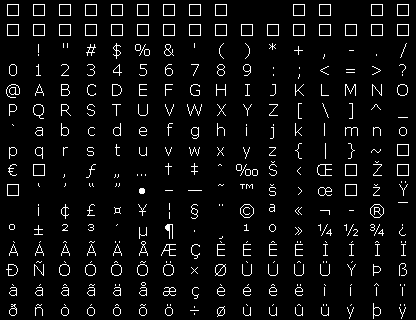 □ □ □ □ □ □ □ □ □ □ □ □ □
□ □ □ □ □ □ □ □ □ □ □ □ □ □ □ □
! " # $ % & ' ( ) * + , - . /
0 1 2 3 4 5 6 7 8 9 : ; < = > ?
@ A B C D E F G H I J K L M N O
P Q R S T U V W X Y Z [ \ ] ^ _
` a b c d e f g h i j k l m n o
p q r s t u v w x y z { | } ~ □
€ □ ‚ ƒ „ … † ‡ ˆ ‰ Š ‹ Œ □ Ž □
□ ‘ ’ “ ” • – — ˜ ™ š › œ □ ž Ÿ
¡ ¢ £ ¤ ¥ ¦ § ¨ © ª « ¬ - ® ¯
° ± ² ³ ´ µ ¶ · ¸ ¹ º » ¼ ½ ¾ ¿
À Á Â Ã Ä Å Æ Ç È É Ê Ë Ì Í Î Ï
Ð Ñ Ò Ó Ô Õ Ö × Ø Ù Ú Û Ü Ý Þ ß
à á â ã ä å æ ç è é ê ë ì í î ï
ð ñ ò ó ô õ ö ÷ ø ù ú û ü ý þ ÿ